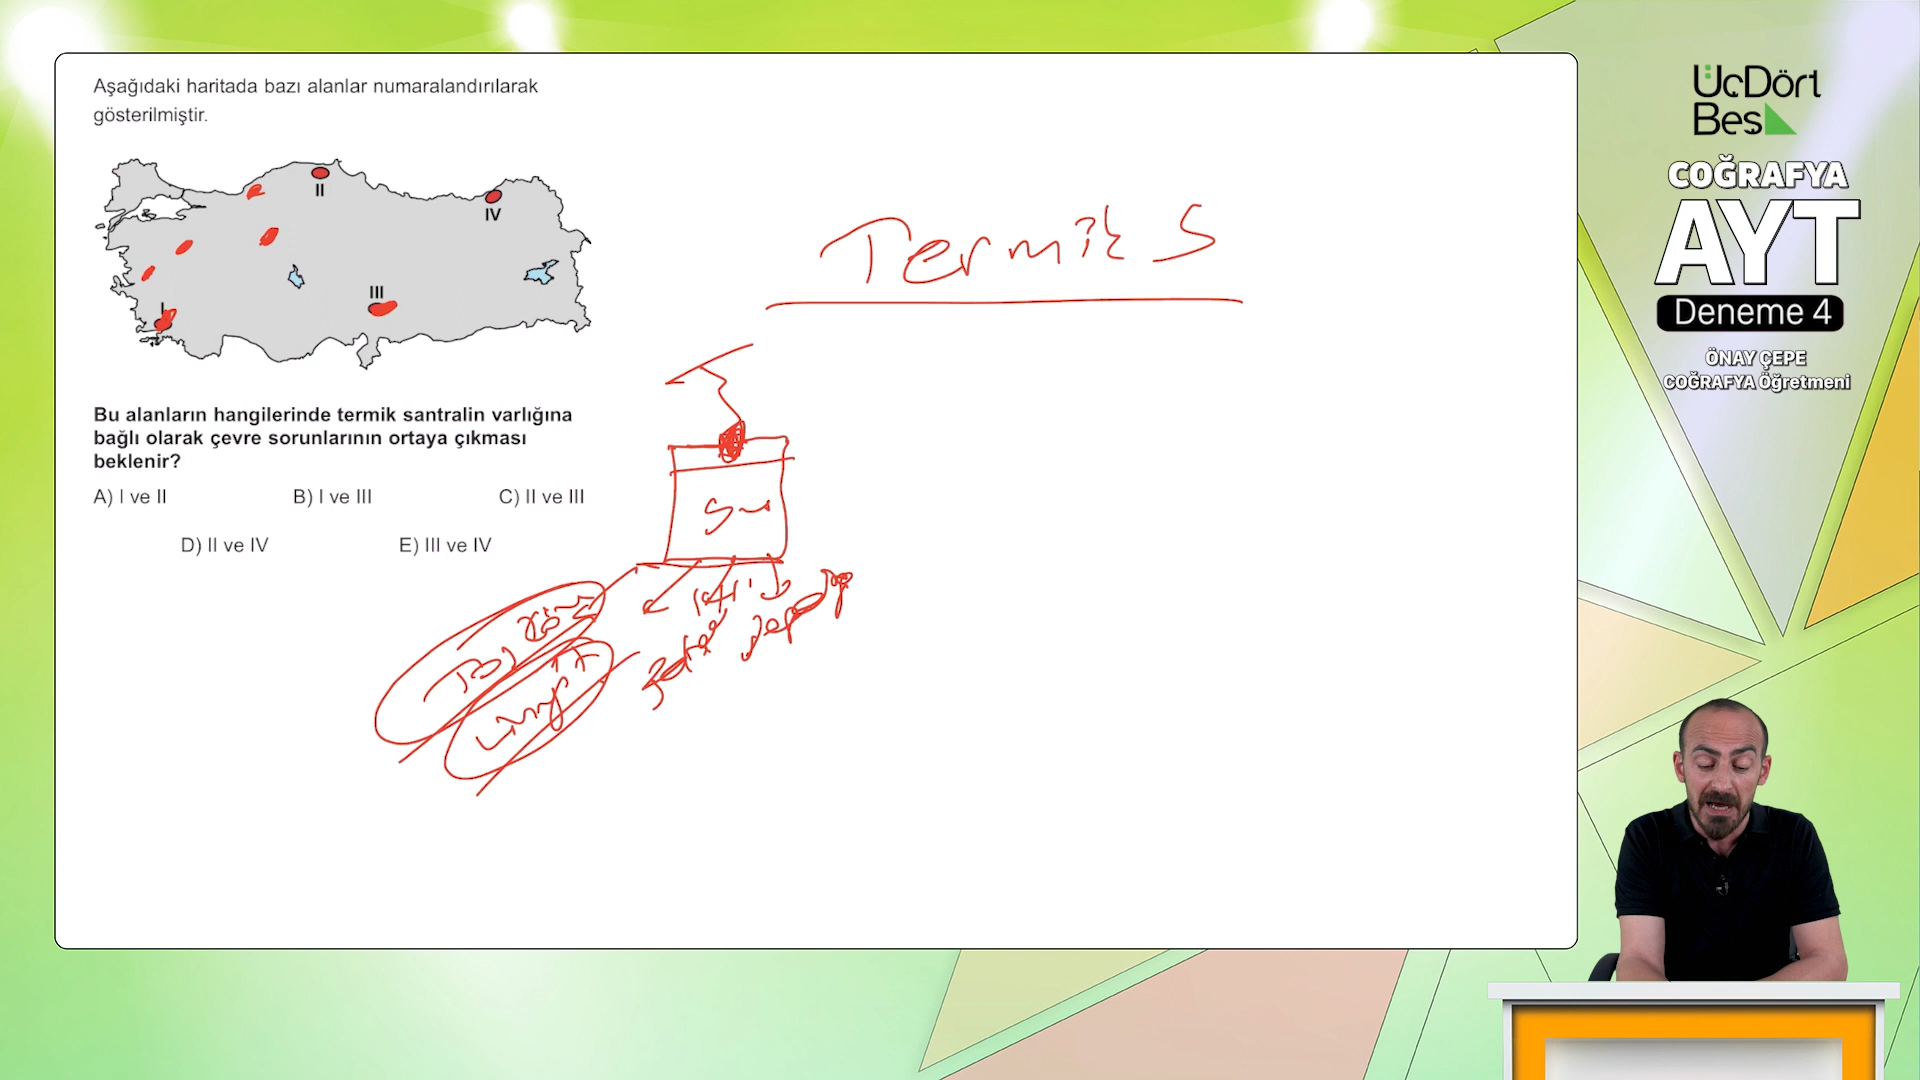 Aşağıdaki haritada bazı alanlar numaralandırılarak
gösterilmiştir.
II
IV
III
I
Bu alanların hangilerinde termik santralin varlığına
bağlı olarak çevre sorunlarının ortaya çıkması
beklenir?
A) I ve II
B) I ve III
C) II ve III
D) II ve IV
E) III ve IV
Termik S
Su
Taş
ÜçDört
Beş
COĞRAFYA
AYT
Deneme 4
ÖNAY ÇEPE
COĞRAFYA Öğretmeni